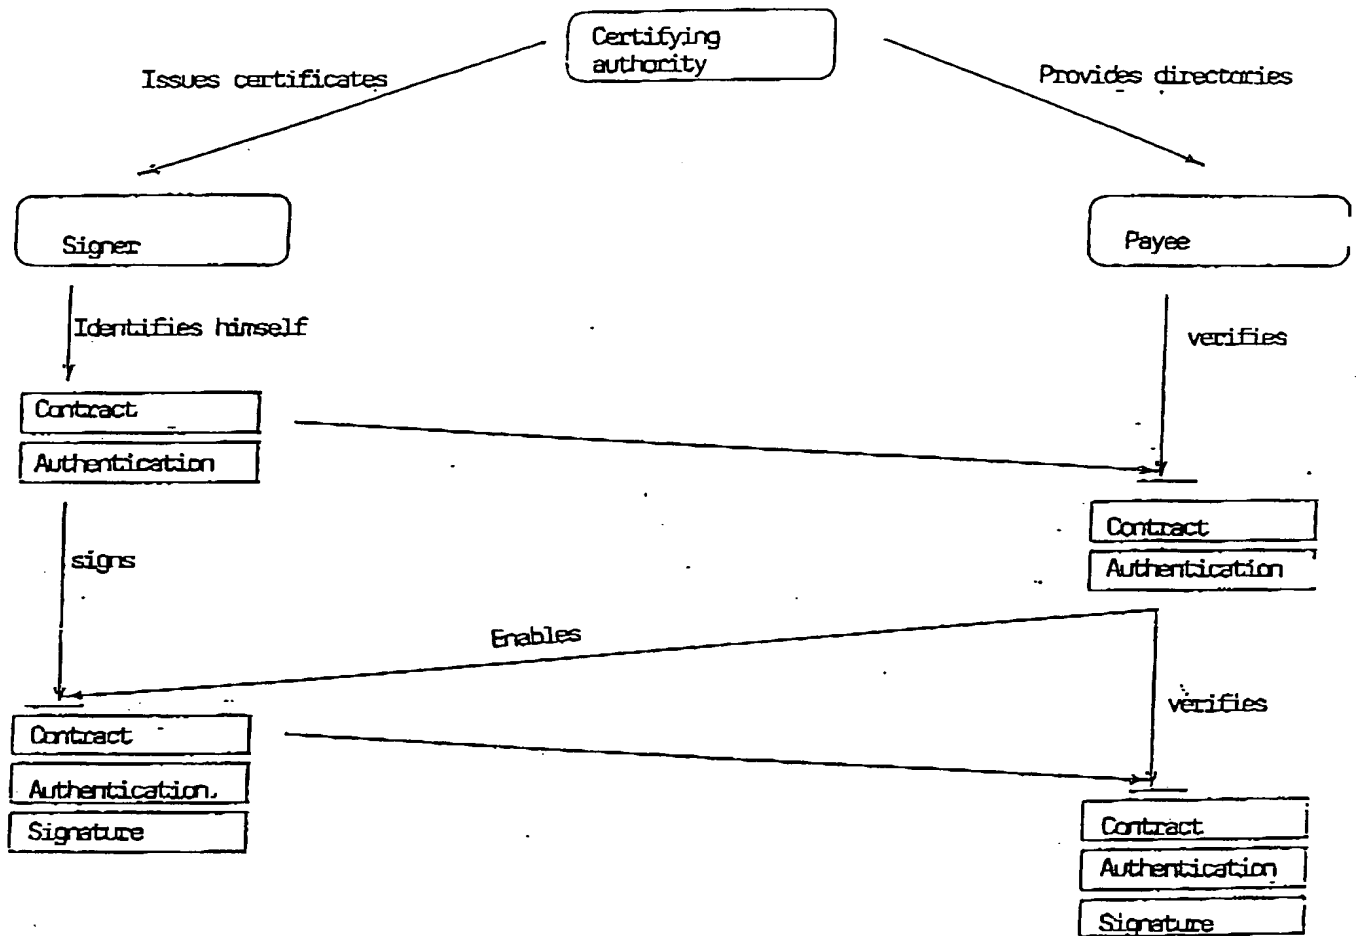 Certifying
authority
Issues certificates
Provides directories
Signer
Payee
Identifies himself
verifies
Contract
Authentication
Contract
Authentication
signs
Enables
verifies
Contract
Authentication.
Signature
Contract
Authentication
Signature